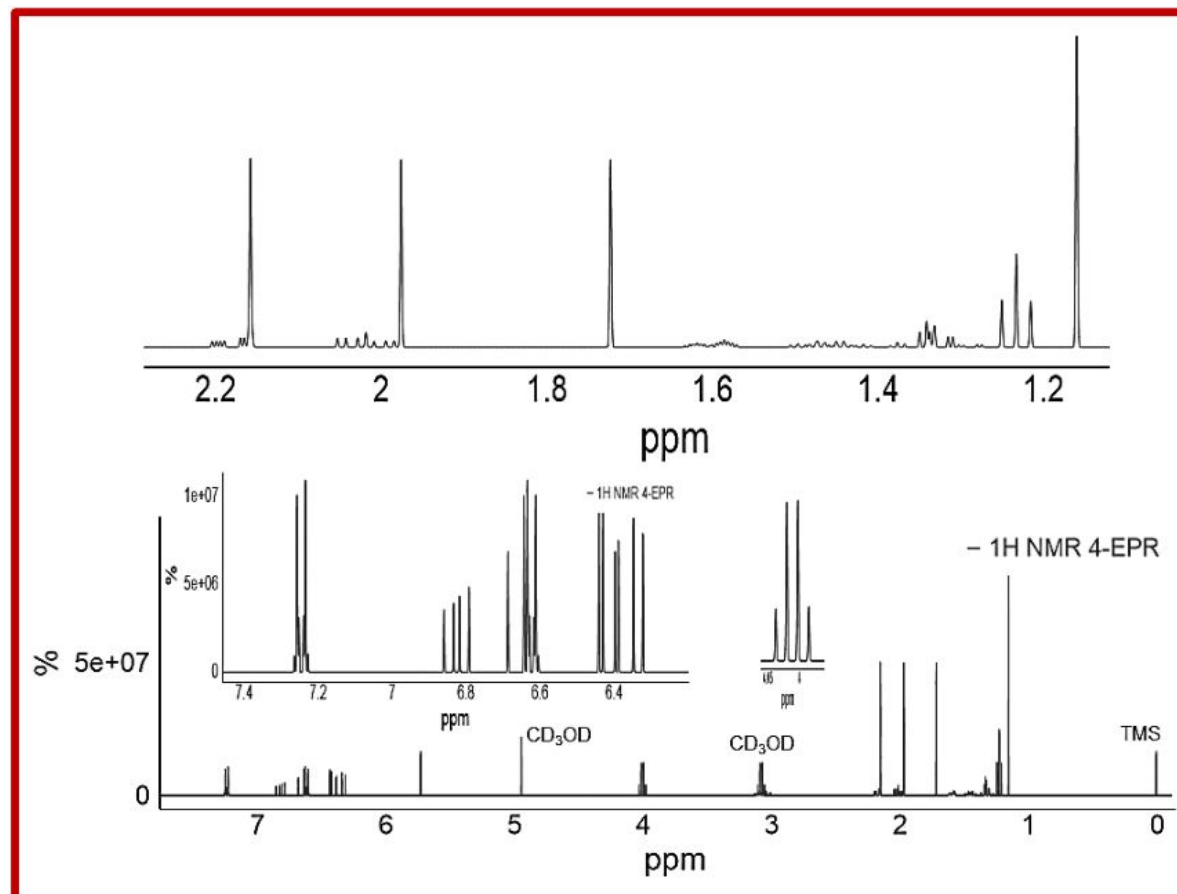 2.2 2 1.8 1.6 1.4 1.2
ppm
1e+07
5e+06
0
%
7.4 7.2 7 6.8 6.6 6.4
ppm
– 1H NMR 4-EPR
4
ppm
– 1H NMR 4-EPR
%
5e+07
0
CD₃OD
CD₃OD
TMS
7 6 5 4 3 2 1 0
ppm